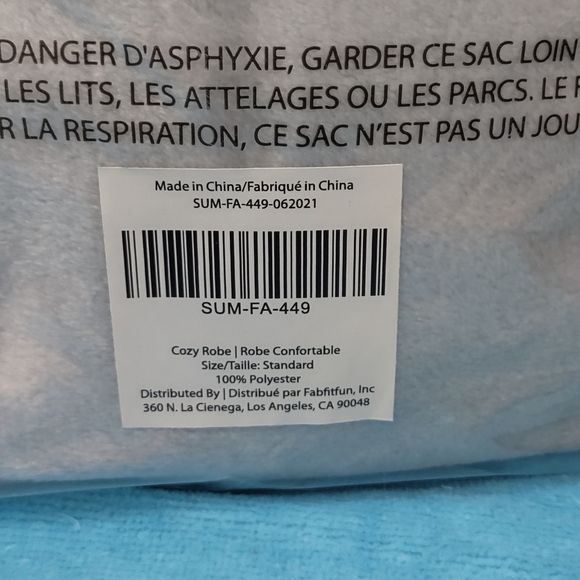 DANGER D'ASPHYXIE, GARDER CE SAC LOIN
LES LITS, LES ATTELAGES OU LES PARCS. LE
R LA RESPIRATION, CE SAC N'EST PAS UN JOU
Made in China/Fabriqué in China
SUM-FA-449-062021
SUM-FA-449
Cozy Robe | Robe Confortable
Size/Taille: Standard
100% Polyester
Distributed By | Distribué par Fabfitfun, Inc
360 N. La Cienega, Los Angeles, CA 90048